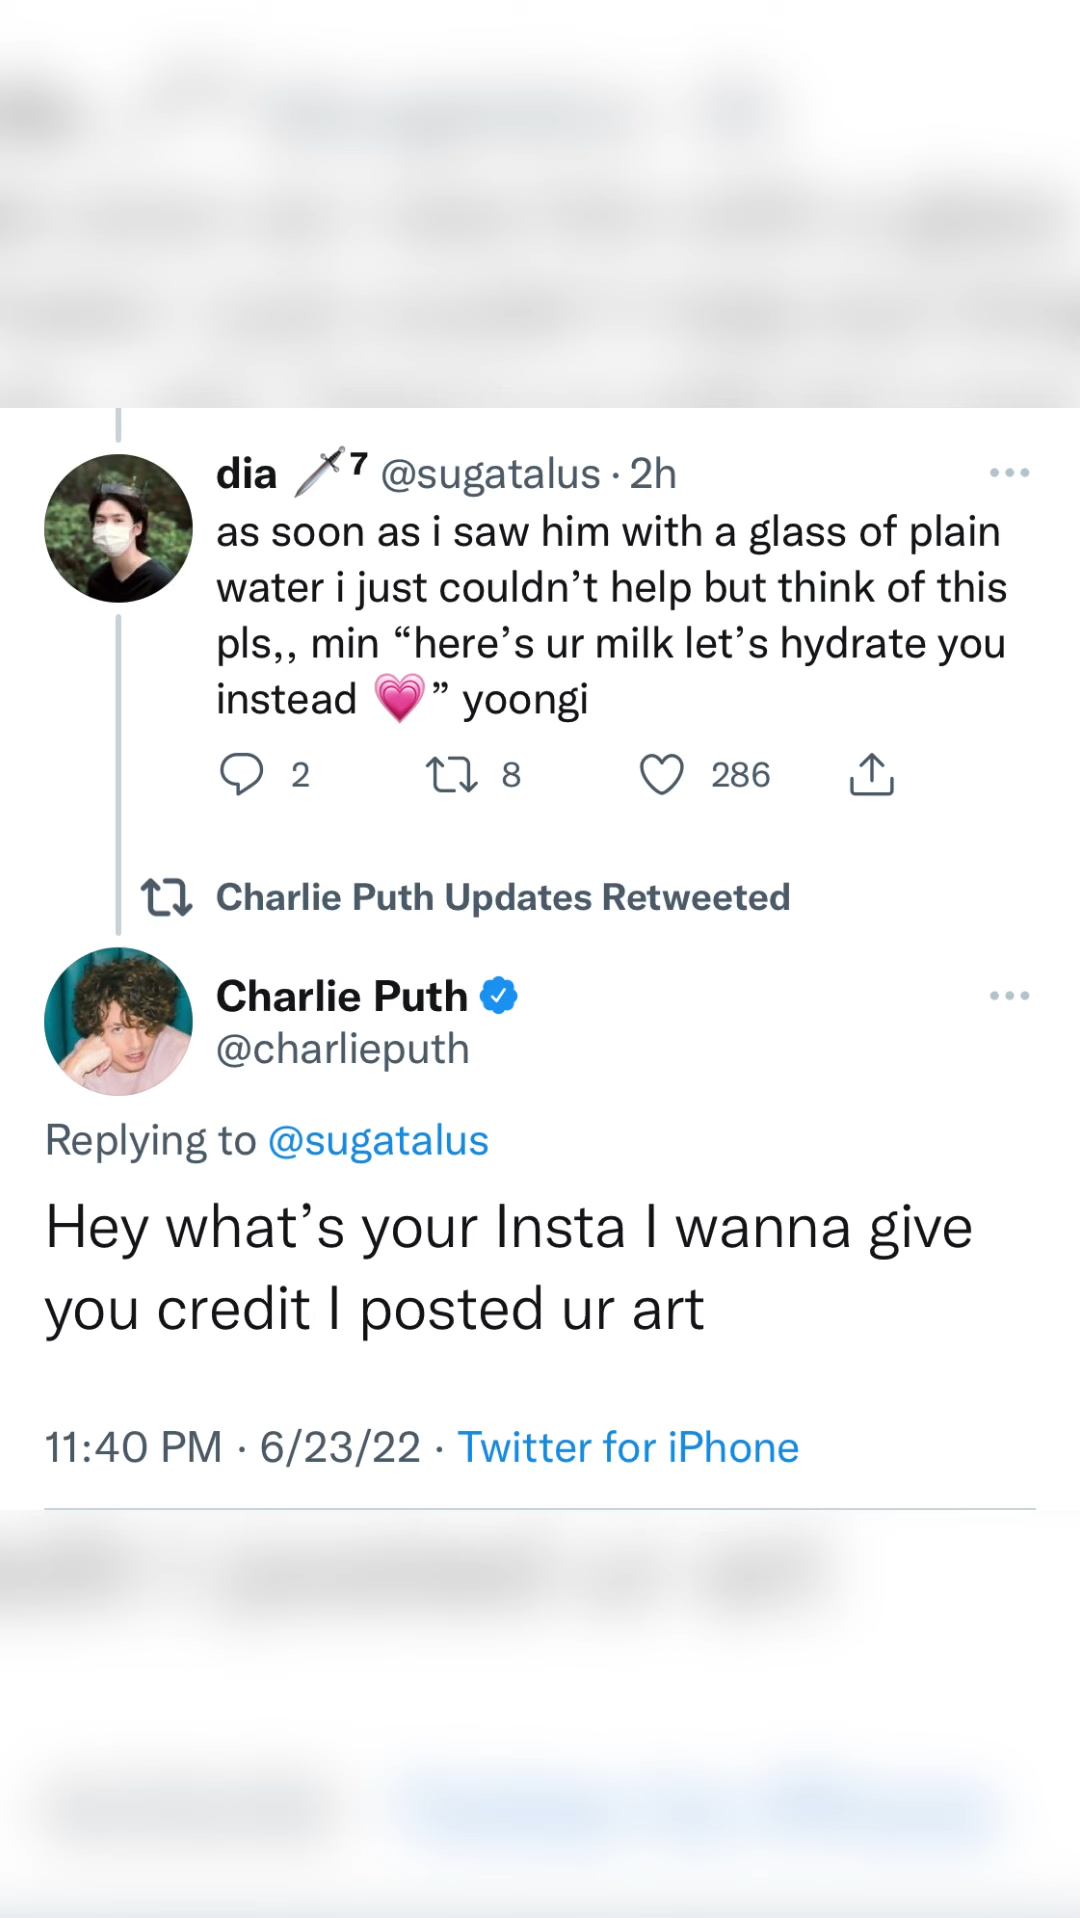 dia 🗡️⁷ @sugatalus · 2h
as soon as i saw him with a glass of plain
water i just couldn’t help but think of this
pls,, min “here’s ur milk let’s hydrate you
instead 💗” yoongi
2 8 286
Charlie Puth Updates Retweeted
Charlie Puth
@charlieputh
Replying to @sugatalus
Hey what’s your Insta I wanna give
you credit I posted ur art
11:40 PM · 6/23/22 · Twitter for iPhone